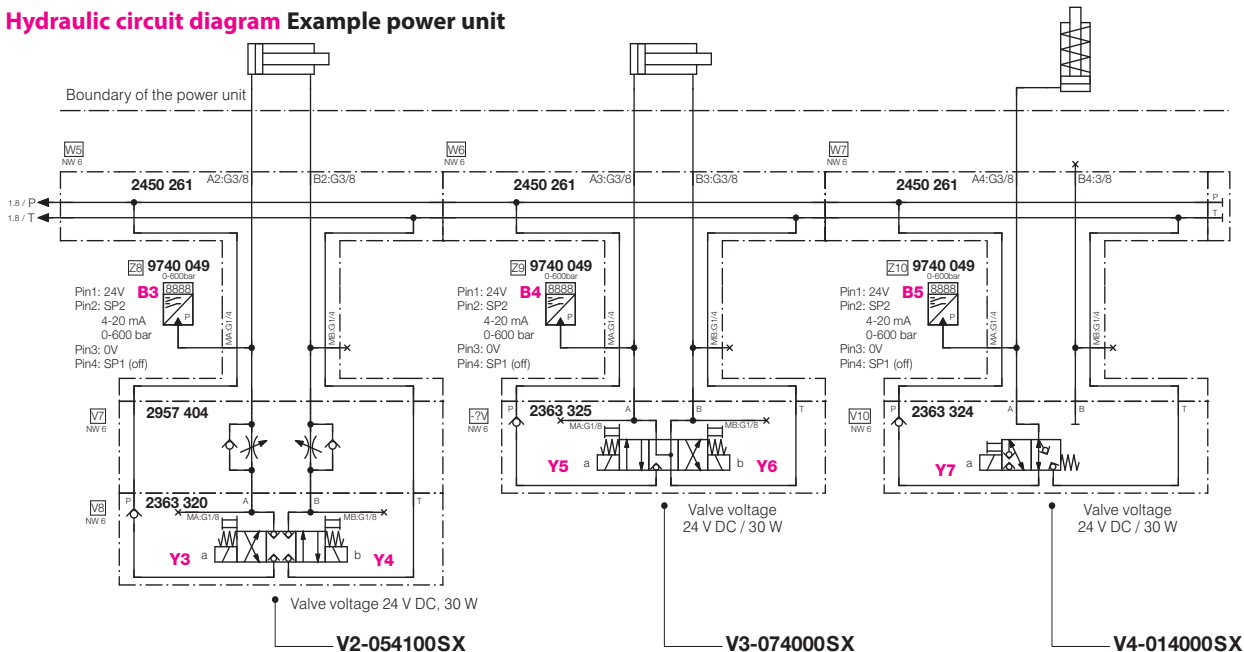 Hydraulic circuit diagram Example power unit
Boundary of the power unit
W5
NW 6
2450 261
A2:G3/8
B2:G3/8
W6
NW 6
2450 261
A3:G3/8
B3:G3/8
W7
NW 6
2450 261
A4:G3/8
B4:3/8
1.8 / P
1.8 / T
P
T
Z8 9740 049
0-600bar
B3
8888
P
Pin1: 24V
Pin2: SP2
4-20 mA
0-600 bar
Pin3: 0V
Pin4: SP1 (off)
MA:G1/4
MB:G1/4
Z9 9740 049
0-600bar
B4
8888
P
Pin1: 24V
Pin2: SP2
4-20 mA
0-600 bar
Pin3: 0V
Pin4: SP1 (off)
MA:G1/4
MB:G1/4
Z10 9740 049
0-600bar
B5
8888
P
Pin1: 24V
Pin2: SP2
4-20 mA
0-600 bar
Pin3: 0V
Pin4: SP1 (off)
MA:G1/4
MB:G1/4
V7
NW 6
2957 404
V8
NW 6
P
2363 320
A
B
T
MA:G1/8
MB:G1/8
Y3
a
b
Y4
Valve voltage 24 V DC, 30 W
V2-054100SX
-?V
NW 6
P
2363 325
A
B
T
MA:G1/8
MB:G1/8
Y5
a
b
Y6
Valve voltage
24 V DC / 30 W
V3-074000SX
V10
NW 6
P
2363 324
A
B
T
Y7
a
Valve voltage
24 V DC / 30 W
V4-014000SX